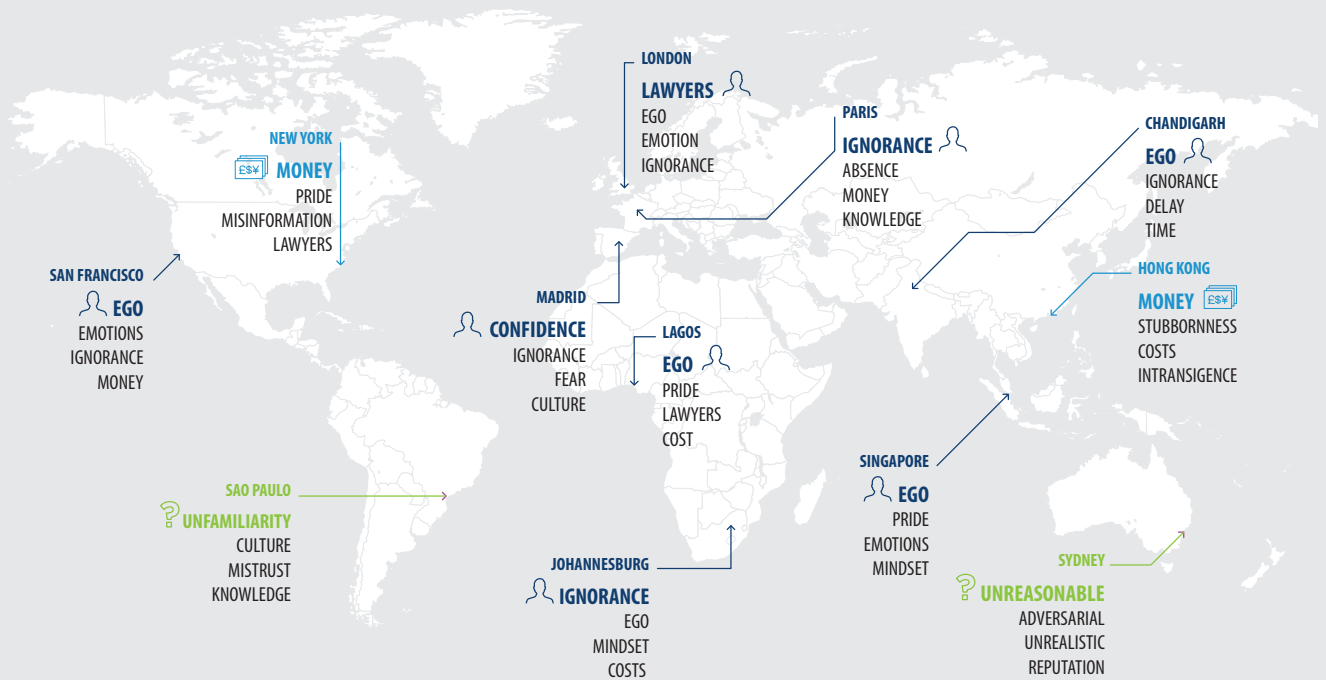 LONDON
LAWYERS
EGO
EMOTION
IGNORANCE
PARIS
IGNORANCE
ABSENCE
MONEY
KNOWLEDGE
CHANDIGARH
EGO
IGNORANCE
DELAY
TIME
NEW YORK
£$¥ MONEY
PRIDE
MISINFORMATION
LAWYERS
SAN FRANCISCO
EGO
EMOTIONS
IGNORANCE
MONEY
MADRID
CONFIDENCE
IGNORANCE
FEAR
CULTURE
LAGOS
EGO
PRIDE
LAWYERS
COST
HONG KONG
MONEY £$¥
STUBBORNNESS
COSTS
INTRANSIGENCE
SINGAPORE
EGO
PRIDE
EMOTIONS
MINDSET
SAO PAULO
? UNFAMILIARITY
CULTURE
MISTRUST
KNOWLEDGE
JOHANNESBURG
IGNORANCE
EGO
MINDSET
COSTS
SYDNEY
? UNREASONABLE
ADVERSARIAL
UNREALISTIC
REPUTATION